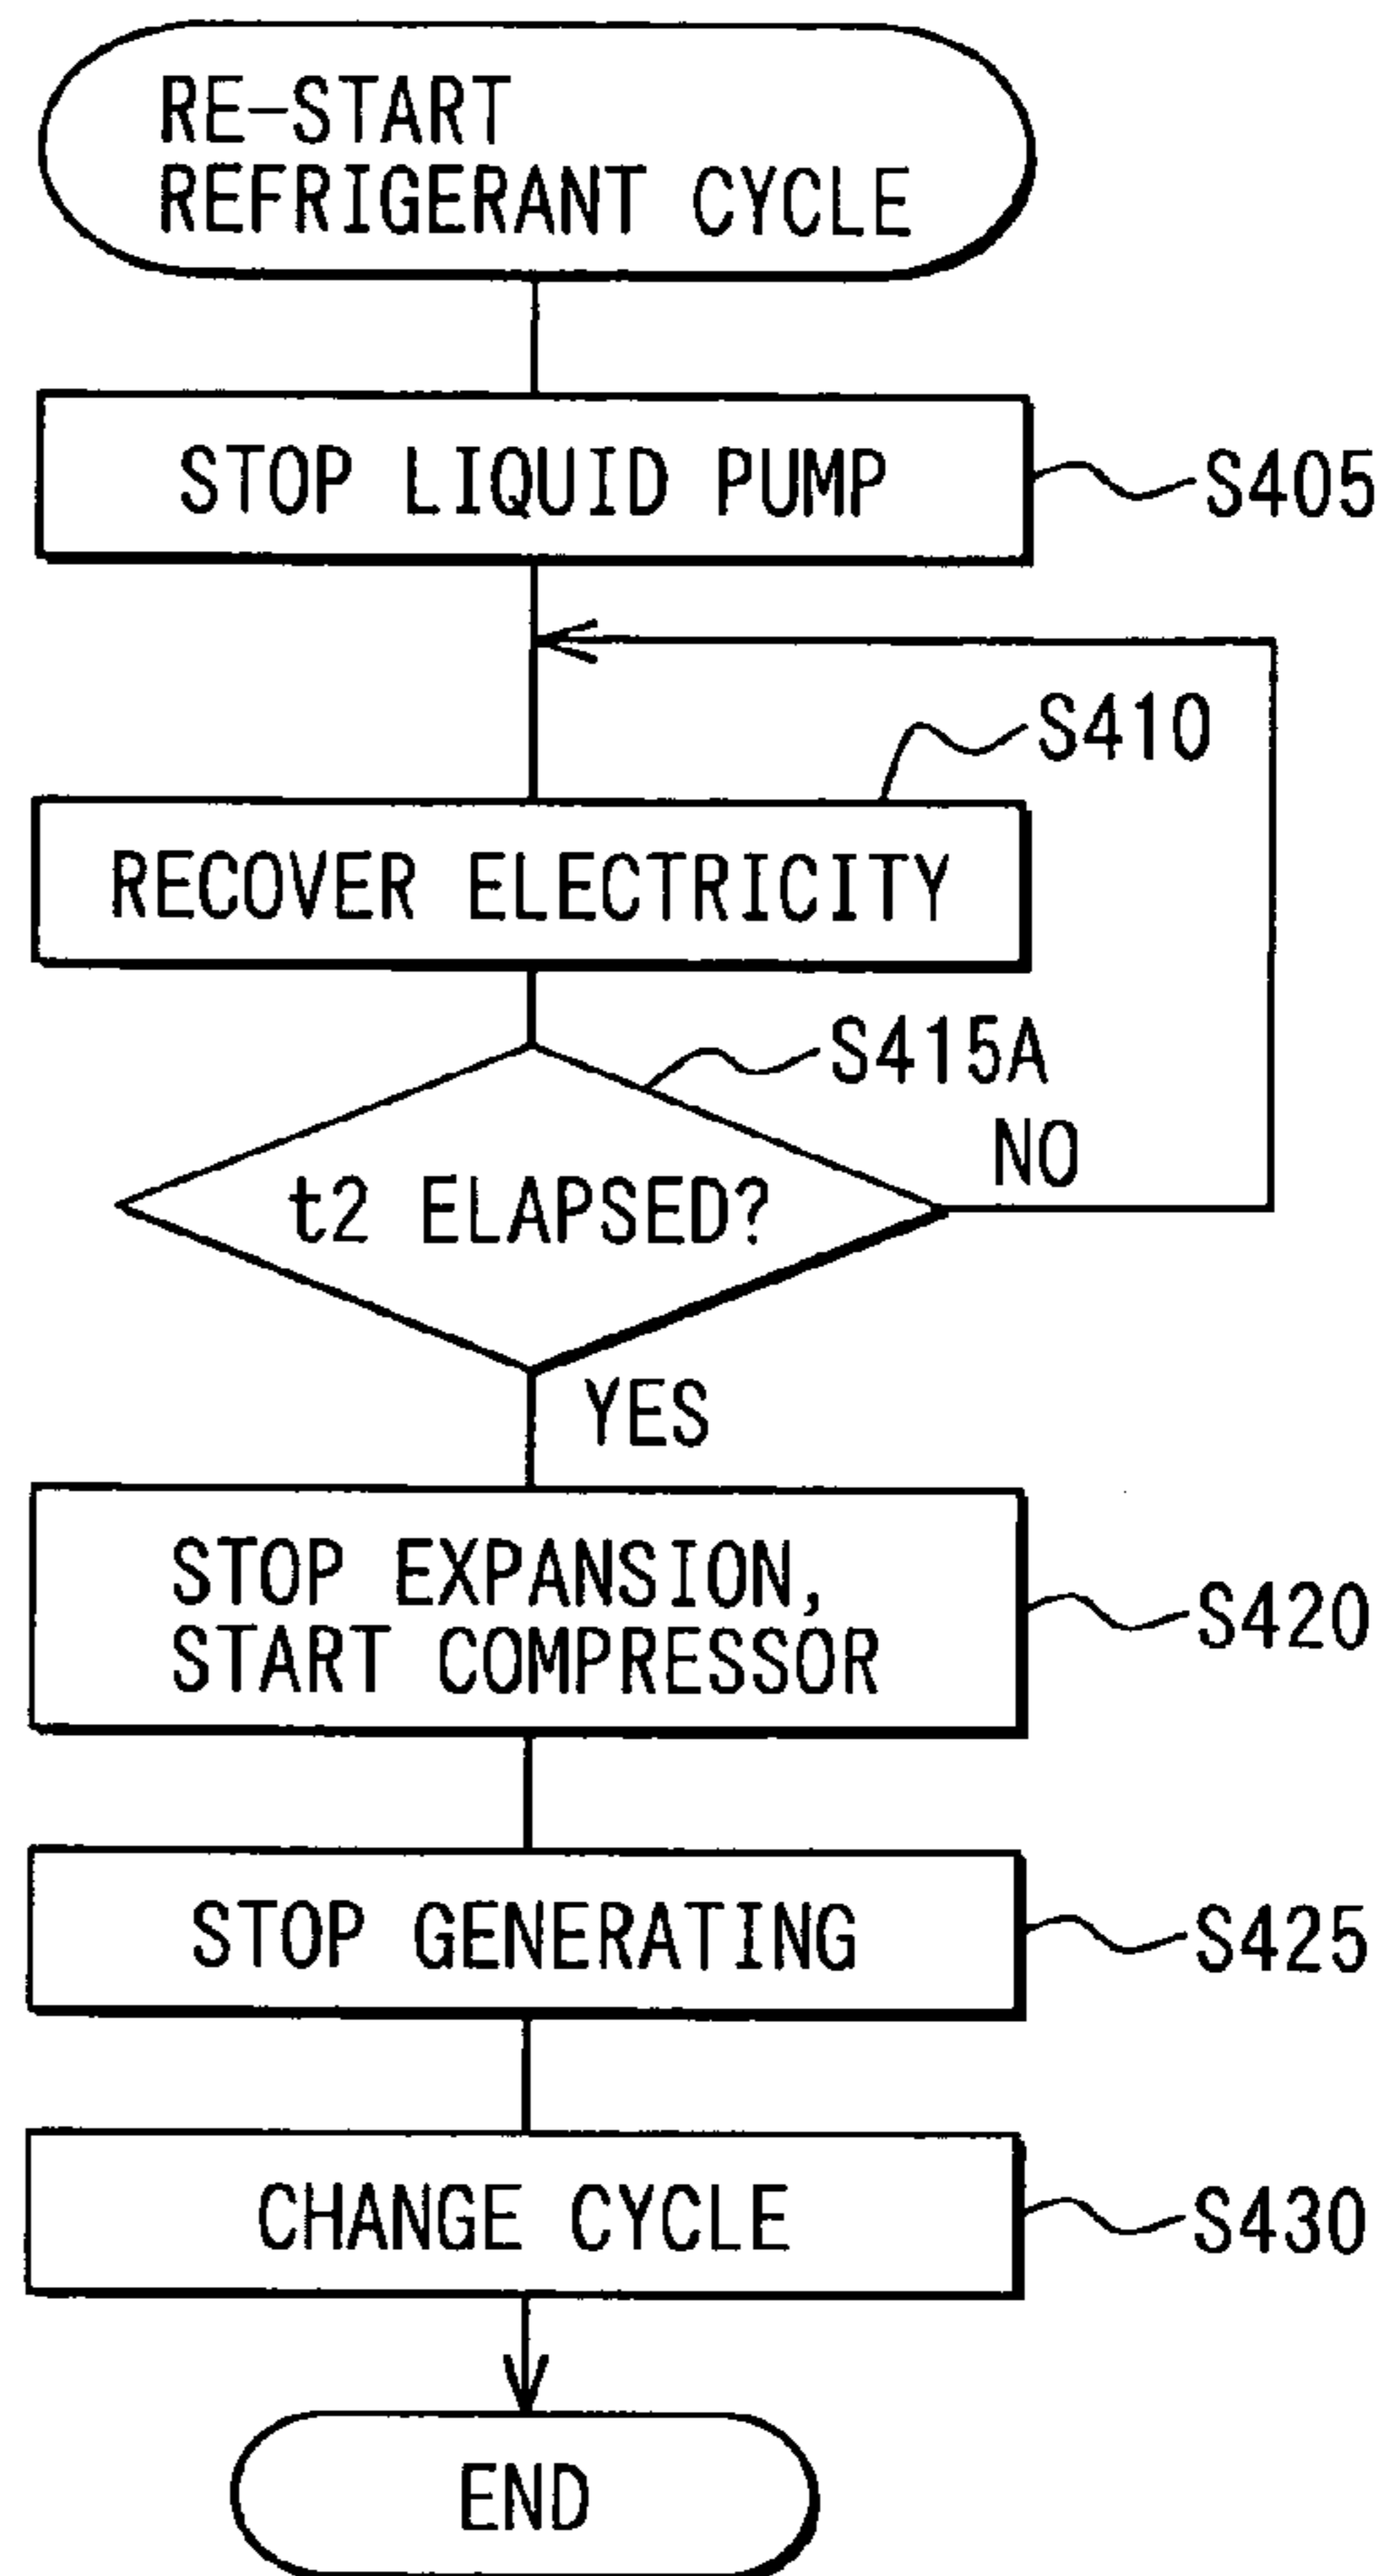 RE-START
REFRIGERANT CYCLE
STOP LIQUID PUMP
S405
S410
RECOVER ELECTRICITY
S415A
t2 ELAPSED?
NO
YES
STOP EXPANSION,
START COMPRESSOR
S420
STOP GENERATING
S425
CHANGE CYCLE
S430
END